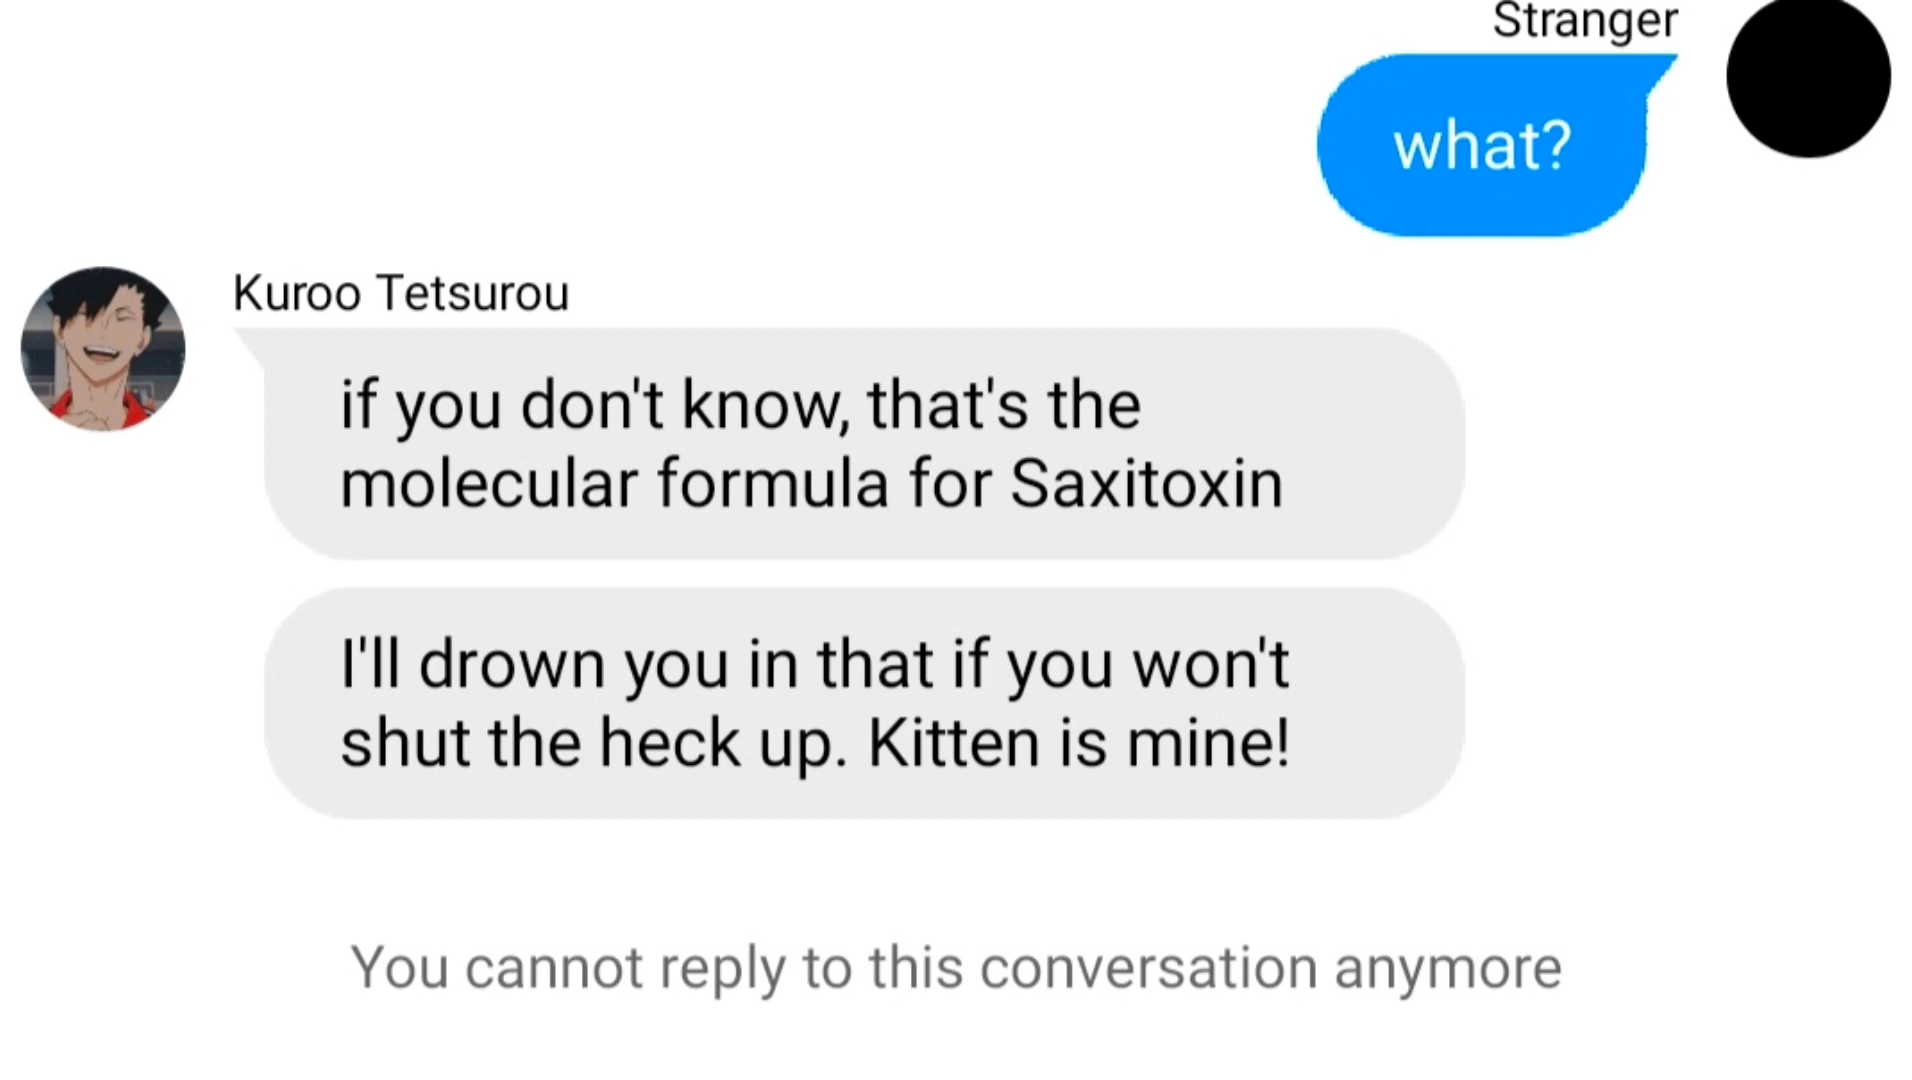 Stranger
what?
Kuroo Tetsurou
if you don't know, that's the
molecular formula for Saxitoxin
I'll drown you in that if you won't
shut the heck up. Kitten is mine!
You cannot reply to this conversation anymore